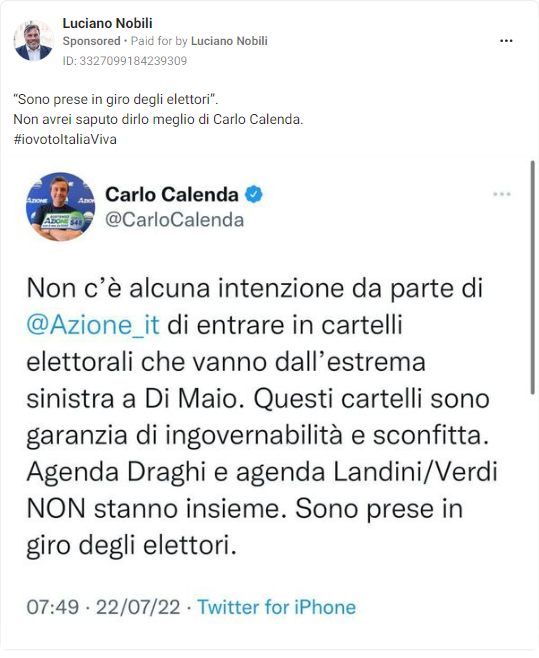 Luciano Nobili
Sponsored • Paid for by Luciano Nobili
ID: 3327099184239309
“Sono prese in giro degli elettori”.
Non avrei saputo dirlo meglio di Carlo Calenda.
#iovotoItaliaViva
Carlo Calenda
@CarloCalenda
Non c’è alcuna intenzione da parte di
@Azione_it di entrare in cartelli
elettorali che vanno dall’estrema
sinistra a Di Maio. Questi cartelli sono
garanzia di ingovernabilità e sconfitta.
Agenda Draghi e agenda Landini/Verdi
NON stanno insieme. Sono prese in
giro degli elettori.
07:49 · 22/07/22 · Twitter for iPhone